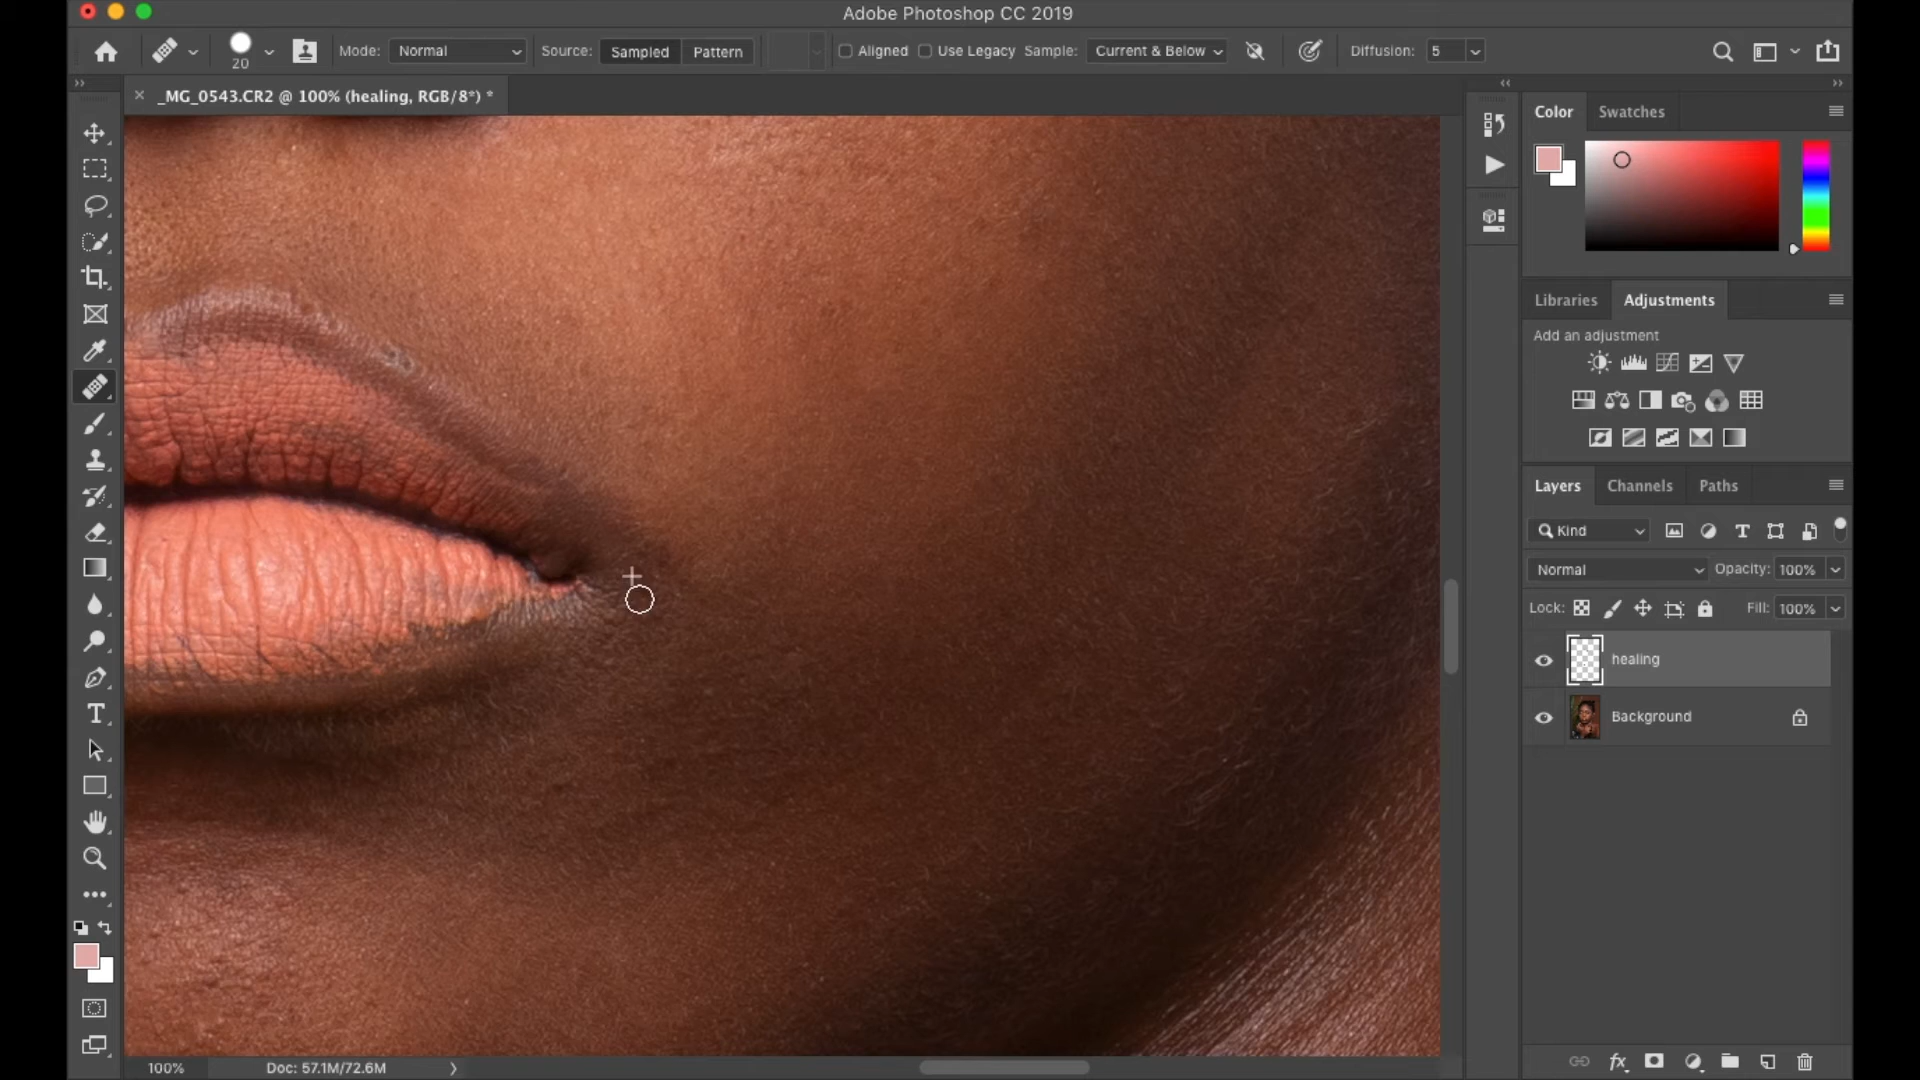 Adobe Photoshop CC 2019
20 Mode: Normal Source: Sampled Pattern Aligned Use Legacy Sample: Current & Below Diffusion: 5
_MG_0543.CR2 @ 100% (healing, RGB/8*) *
Color Swatches
Libraries Adjustments
Add an adjustment
Layers Channels Paths
Kind
Normal Opacity: 100%
Lock: Fill: 100%
healing
Background
100% Doc: 57.1M/72.6M